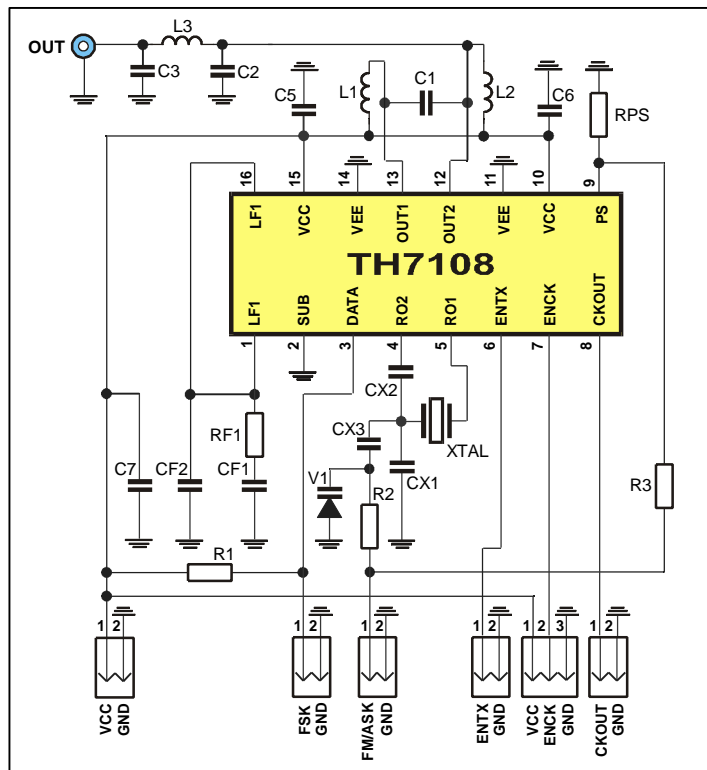 OUT
L3
C3
C2
C5
L1
C1
L2
C6
RPS
16
15
14
13
12
11
10
9
LF1
VCC
VEE
OUT1
OUT2
VEE
VCC
PS
TH7108
LF1
SUB
DATA
RO2
RO1
ENTX
ENCK
CKOUT
1
2
3
4
5
6
7
8
CX2
CX3
XTAL
RF1
C7
CF2
CF1
V1
R2
CX1
R3
R1
1 2
1 2
1 2
1 2
1 2 3
1 2
VCC
GND
FSK
GND
FM/ASK
GND
ENTX
GND
VCC
ENCK
GND
CKOUT
GND